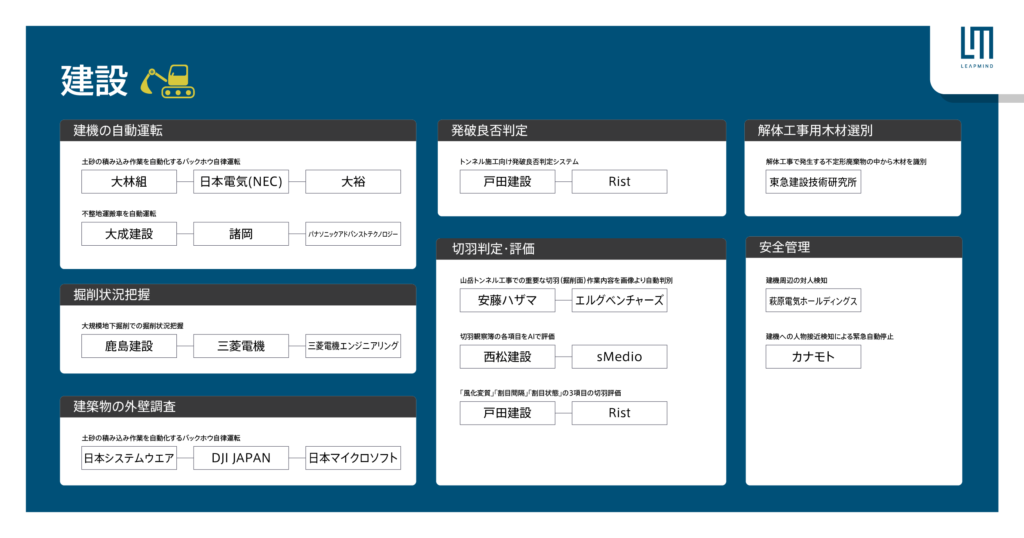 建設
LM
LEAPMIND
建機の自動運転
土砂の積み込み作業を自動化するバックホウ自律運転
大林組
日本電気(NEC)
大裕
不整地運搬車を自動運転
大成建設
諸岡
パナソニックアドバンストテクノロジー
掘削状況把握
大規模地下掘削での掘削状況把握
鹿島建設
三菱電機
三菱電機エンジニアリング
建築物の外壁調査
土砂の積み込み作業を自動化するバックホウ自律運転
日本システムウエア
DJI JAPAN
日本マイクロソフト
発破良否判定
トンネル施工向け発破良否判定システム
戸田建設
Rist
切羽判定・評価
山岳トンネル工事での重要な切羽(掘削面)作業内容を画像より自動判別
安藤ハザマ
エルグベンチャーズ
切羽観察簿の各項目をAIで評価
西松建設
sMedio
「風化変質」「割目間隔」「割目状態」の3項目の切羽評価
戸田建設
Rist
解体工事用木材選別
解体工事で発生する不定形廃棄物の中から木材を識別
東急建設技術研究所
安全管理
建機周辺の対人検知
萩原電気ホールディングス
建機への人物接近検知による緊急自動停止
カナモト